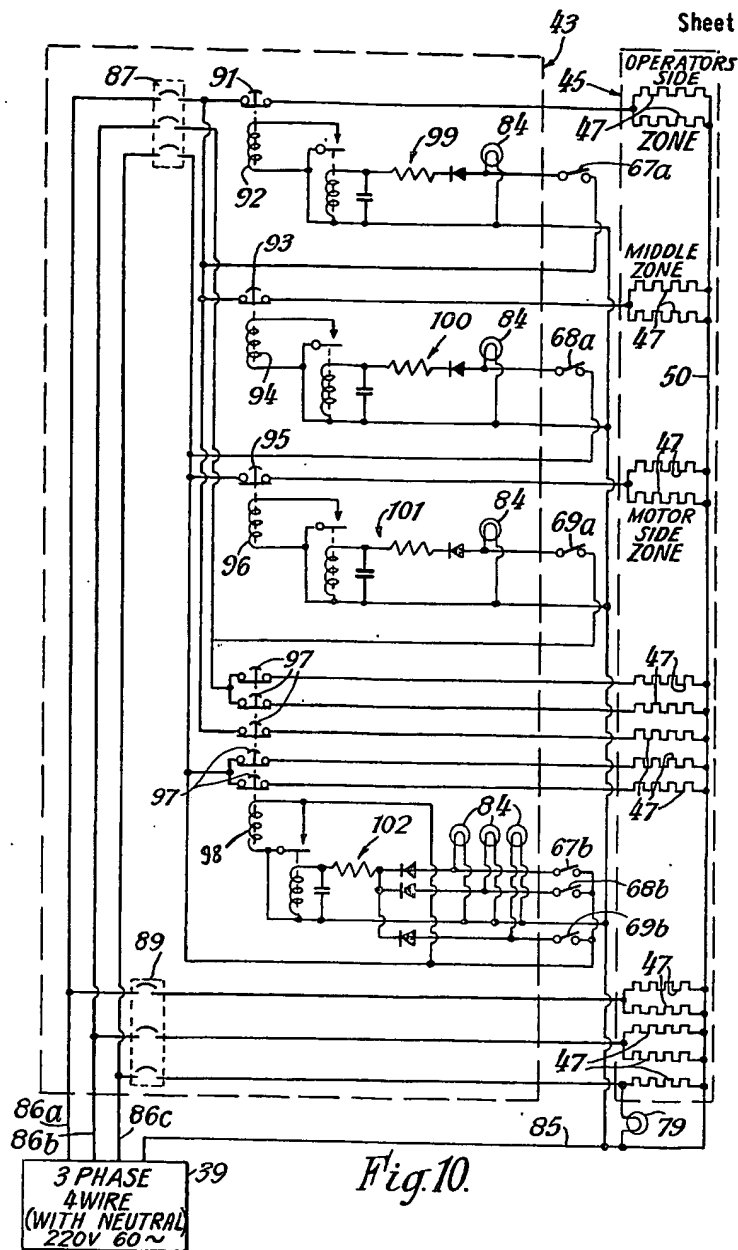 Sheet
43
87
91
45
OPERATORS
SIDE
47
ZONE
99
84
67a
92
93
MIDDLE
ZONE
47
100
84
68a
94
50
95
47
MOTOR
SIDE
ZONE
101
84
69a
96
97
47
97
47
84
102
67b
98
68b
69b
89
47
47
86a
86b
86c
85
79
39
3 PHASE
4 WIRE
(WITH NEUTRAL)
220V 60~
Fig.10.